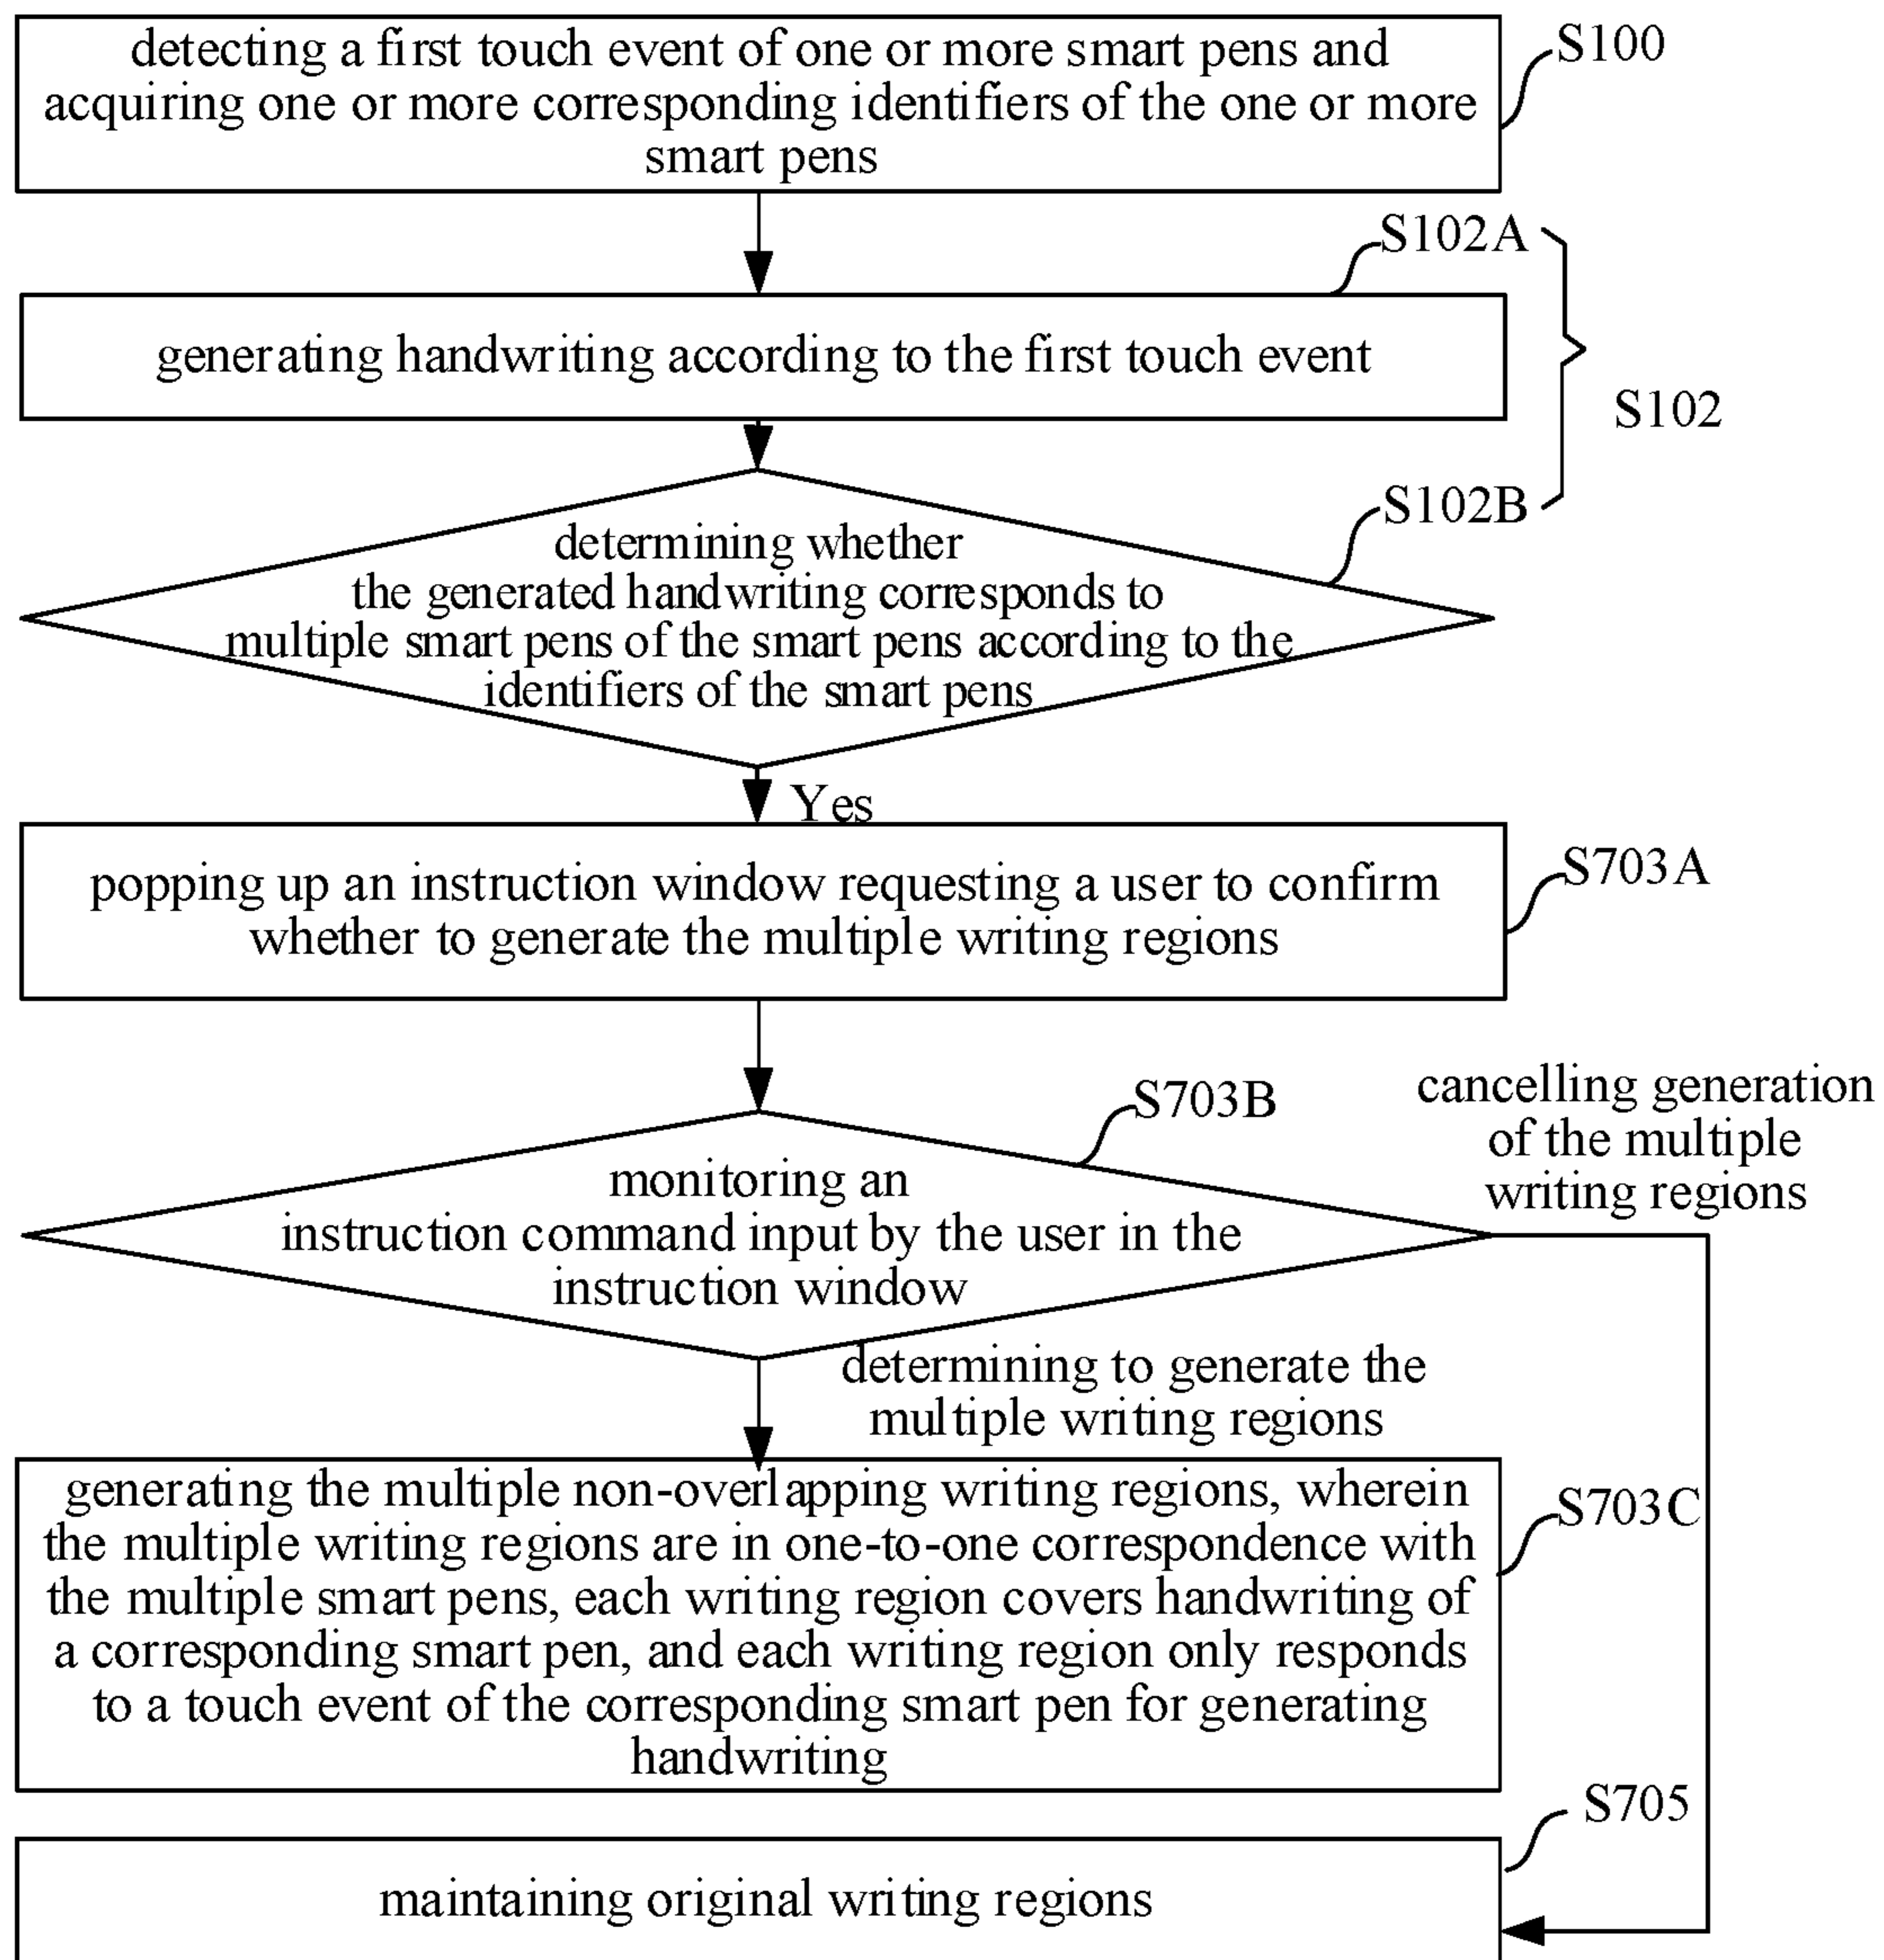 detecting a first touch event of one or more smart pens and
acquiring one or more corresponding identifiers of the one or more
smart pens
S100
S102A
generating handwriting according to the first touch event
S102
S102B
determining whether
the generated handwriting corresponds to
multiple smart pens of the smart pens according to the
identifiers of the smart pens
Yes
popping up an instruction window requesting a user to confirm
whether to generate the multiple writing regions
S703A
S703B
monitoring an
instruction command input by the user in the
instruction window
cancelling generation
of the multiple
writing regions
determining to generate the
multiple writing regions
generating the multiple non-overlapping writing regions, wherein
the multiple writing regions are in one-to-one correspondence with
the multiple smart pens, each writing region covers handwriting of
a corresponding smart pen, and each writing region only responds
to a touch event of the corresponding smart pen for generating
handwriting
S703C
S705
maintaining original writing regions